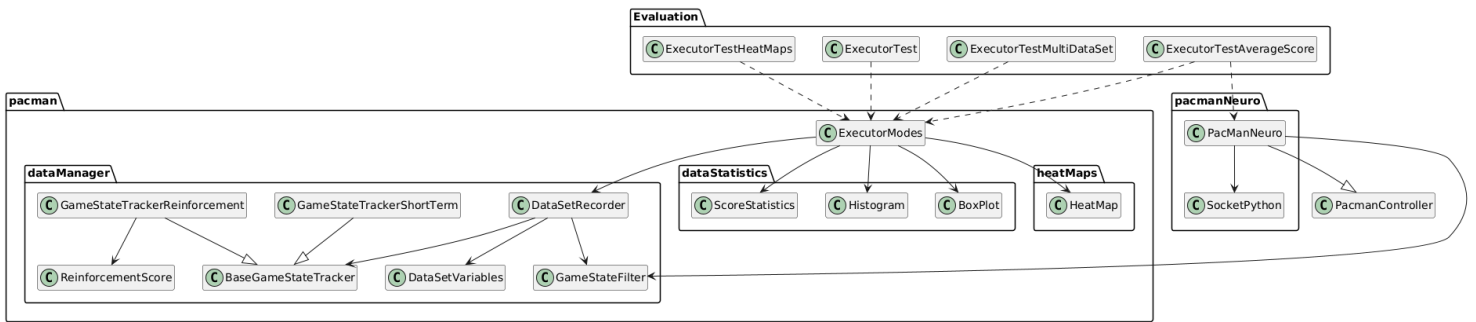 Evaluation
C ExecutorTestHeatMaps C ExecutorTest C ExecutorTestMultiDataSet C ExecutorTestAverageScore
pacman pacmanNeuro
C ExecutorModes C PacManNeuro
dataManager dataStatistics heatMaps
C GameStateTrackerReinforcement C GameStateTrackerShortTerm C DataSetRecorder C ScoreStatistics C Histogram C BoxPlot C HeatMap C SocketPython C PacmanController
C ReinforcementScore C BaseGameStateTracker C DataSetVariables C GameStateFilter